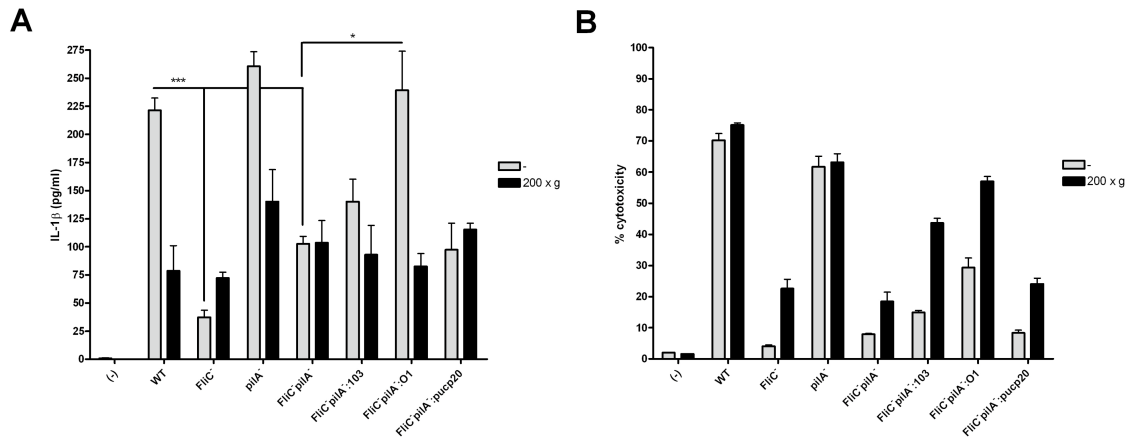 A
IL-1β (pg/ml)
275
250
225
200
175
150
125
100
75
50
25
0
***
*
(-)
WT
FliC⁻
pilA⁻
FliC⁻pilA⁻
FliC⁻pilA⁻:103
FliC⁻pilA⁻:O1
FliC⁻pilA⁻:pucp20
-
200 x g
B
% cytotoxicity
100
90
80
70
60
50
40
30
20
10
0
(-)
WT
FliC⁻
pilA⁻
FliC⁻pilA⁻
FliC⁻pilA⁻:103
FliC⁻pilA⁻:O1
FliC⁻pilA⁻:pucp20
-
200 x g